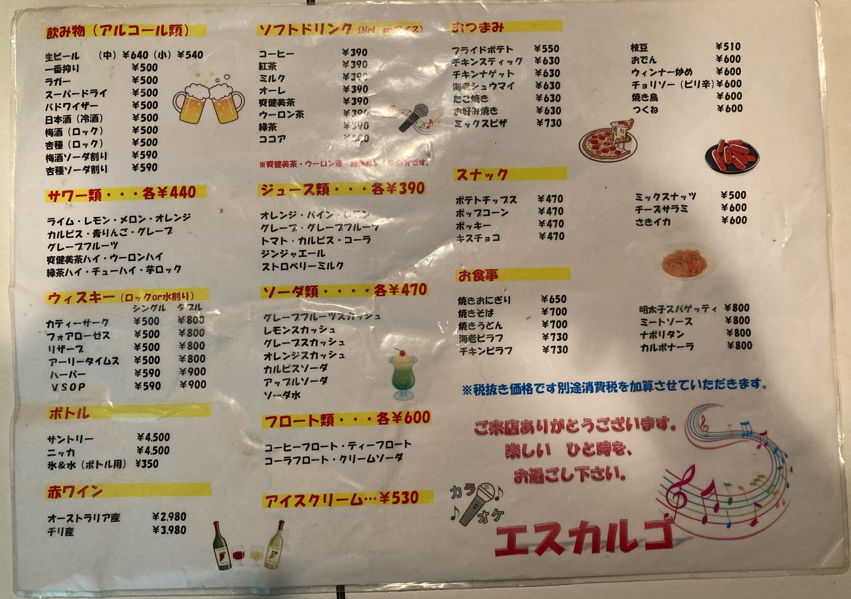 飲み物（アルコール類）
生ビール （中）￥640（小）￥540
一番搾り ￥500
ラガー ￥500
スーパードライ ￥500
バドワイザー ￥500
日本酒（冷酒） ￥500
梅酒（ロック） ￥500
杏種（ロック） ￥500
梅酒ソーダ割り ￥590
杏種ソーダ割り ￥590
サワー類・・・各￥440
ライム・レモン・メロン・オレンジ
カルピス・青りんご・グレープ
グレープフルーツ
爽健美茶ハイ・ウーロンハイ
緑茶ハイ・チューハイ・芋ロック
ウィスキー（ロックor水割り）
シングル ダブル
カティーサーク ￥500 ￥800
フォアローゼス ￥500 ￥800
リザーブ ￥500 ￥800
アーリータイムス ￥500 ￥800
ハーパー ￥590 ￥900
ＶＳＯＰ ￥590 ￥900
ボトル
サントリー ￥4,500
ニッカ ￥4,500
氷＆水（ボトル用） ￥350
赤ワイン
オーストラリア産 ￥2,980
チリ産 ￥3,980
ソフトドリンク（Hot orアイス）
コーヒー ￥390
紅茶 ￥390
ミルク ￥390
オーレ ￥390
爽健美茶 ￥390
ウーロン茶 ￥390
緑茶 ￥390
ココア
※爽健美茶・ウーロン茶・
ジュース類・・・各￥390
オレンジ・パイン・レモン
グレープ・グレープフルーツ
トマト・カルピス・コーラ
ジンジャエール
ストロベリーミルク
ソーダ類・・・・各￥470
グレープフルーツスカッシュ
レモンスカッシュ
グレープスカッシュ
オレンジスカッシュ
カルピスソーダ
アップルソーダ
ソーダ水
フロート類・・・各￥600
コーヒーフロート・ティーフロート
コーラフロート・クリームソーダ
アイスクリーム…￥530
おつまみ
フライドポテト ￥550
チキンスティック ￥630
チキンナゲット ￥630
海老シュウマイ ￥630
たこ焼き ￥630
お好み焼き ￥630
ミックスピザ ￥730
枝豆 ￥510
おでん ￥600
ウィンナー炒め ￥600
チョリソー（ピリ辛）￥600
焼き鳥 ￥600
つくね ￥600
スナック
ポテトチップス ￥470
ポップコーン ￥470
ポッキー ￥470
キスチョコ ￥470
ミックスナッツ ￥500
チーズサラミ ￥600
さきイカ ￥600
お食事
焼きおにぎり ￥650
焼きそば ￥700
焼きうどん ￥700
海老ピラフ ￥730
チキンピラフ ￥730
明太子スパゲッティ ￥800
ミートソース ￥800
ナポリタン ￥800
カルボナーラ ￥800
※税抜き価格です別途消費税を加算させていただきます。
ご来店ありがとうございます。
楽しい ひと時を、
お過ごし下さい。
カラオケ
エスカルゴ